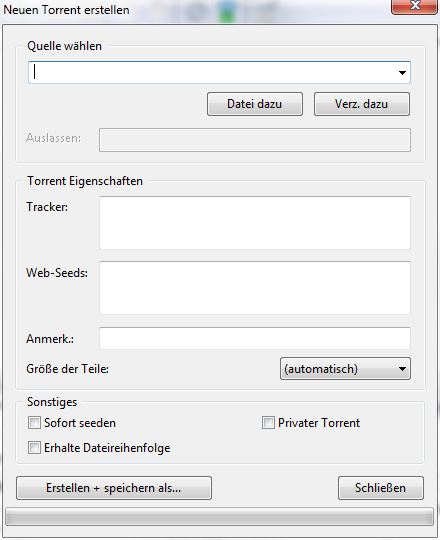 Neuen Torrent erstellen
Quelle wählen
Datei dazu
Verz. dazu
Auslassen:
Torrent Eigenschaften
Tracker:
Web-Seeds:
Anmerk.:
Größe der Teile:
(automatisch)
Sonstiges
Sofort seeden
Privater Torrent
Erhalte Dateireihenfolge
Erstellen + speichern als...
Schließen